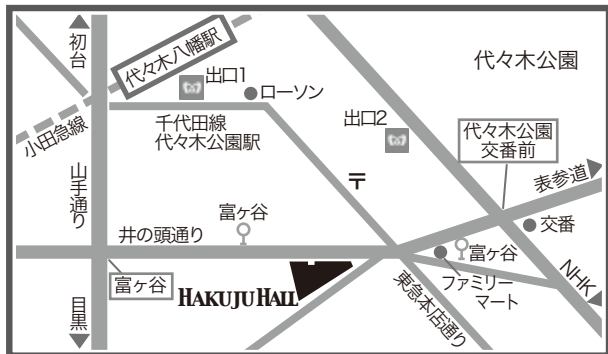 初台
代々木八幡駅
出口1
ローソン
代々木公園
小田急線
千代田線
代々木公園駅
出口2
代々木公園
交番前
表参道
山手通り
〒
富ヶ谷
井の頭通り
交番
富ヶ谷
ファミリー
マート
NHK
富ヶ谷
HAKUJU HALL
東急本店通り
目黒